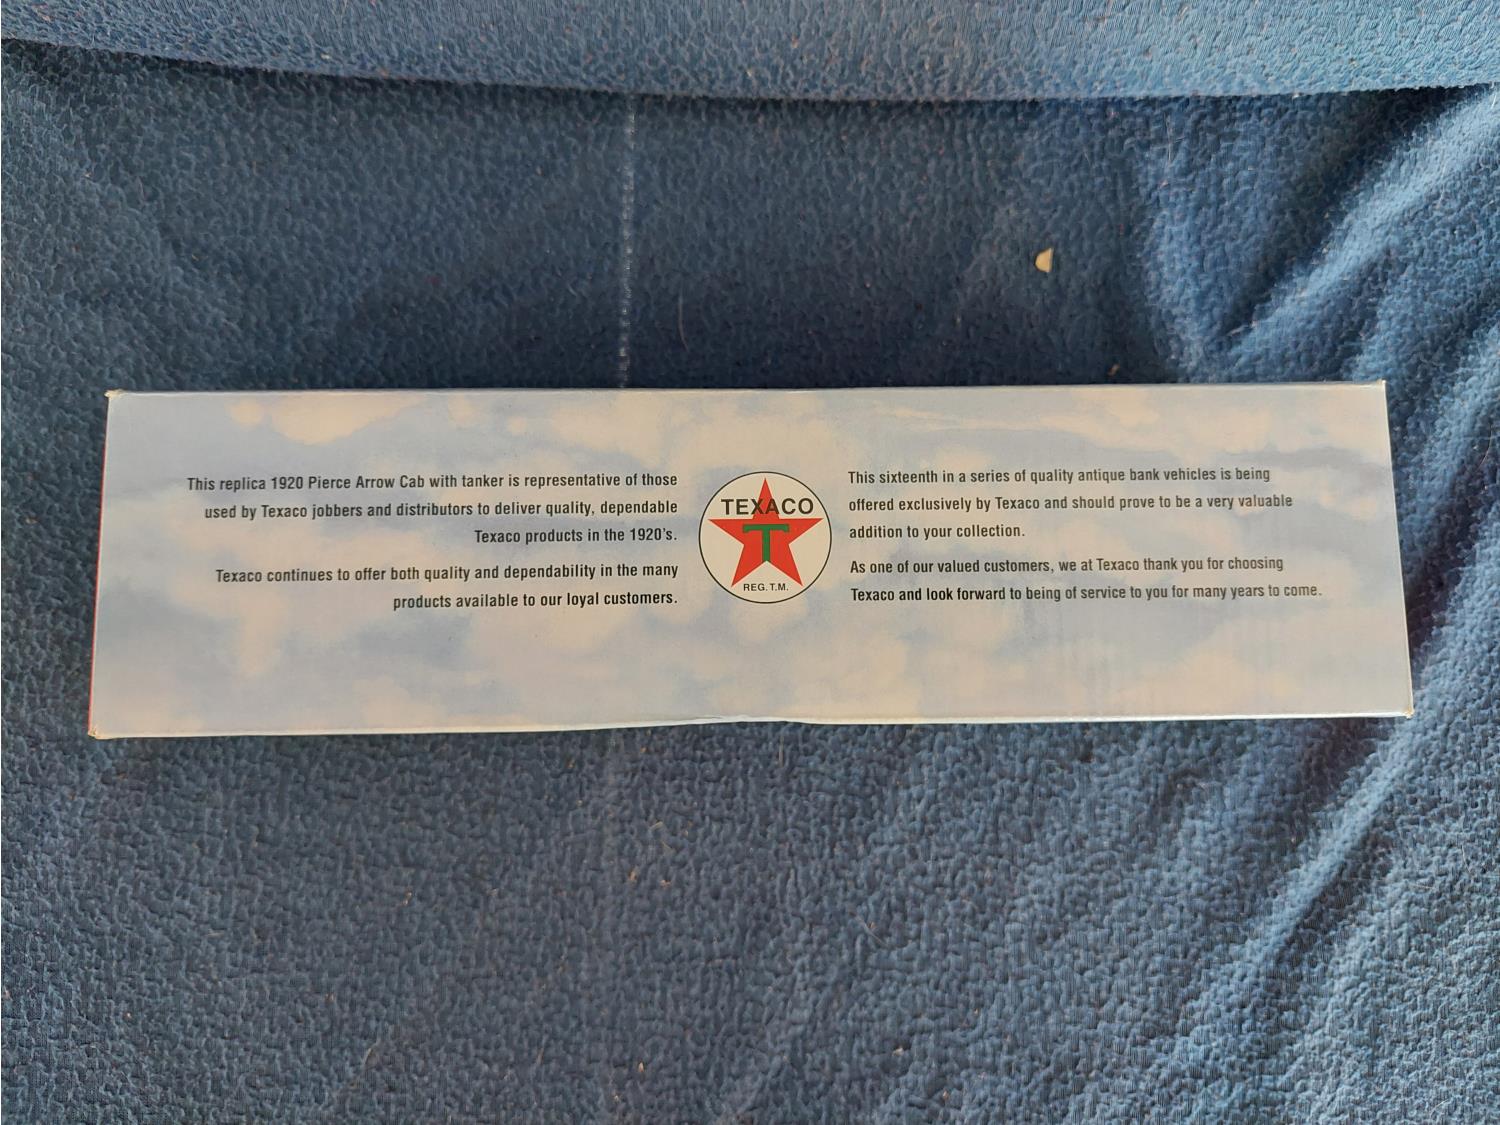 This replica 1920 Pierce Arrow Cab with tanker is representative of those
used by Texaco jobbers and distributors to deliver quality, dependable
Texaco products in the 1920's.
Texaco continues to offer both quality and dependability in the many
products available to our loyal customers.
TEXACO
T
REG. T.M.
This sixteenth in a series of quality antique bank vehicles is being
offered exclusively by Texaco and should prove to be a very valuable
addition to your collection.
As one of our valued customers, we at Texaco thank you for choosing
Texaco and look forward to being of service to you for many years to come.